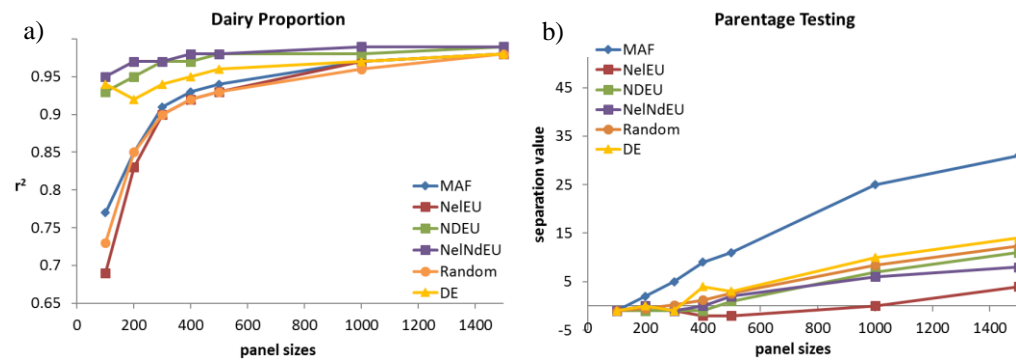 a)
Dairy Proportion
1
0.95
0.9
0.85
0.8
r²
0.75
0.7
0.65
0 200 400 600 800 1000 1200 1400
panel sizes
MAF
NelEU
NDEU
NelNdEU
Random
DE
b)
Parentage Testing
MAF
NelEU
NDEU
NelNdEU
Random
DE
separation value
45
35
25
15
5
-5
0 200 400 600 800 1000 1200 1400
panel sizes